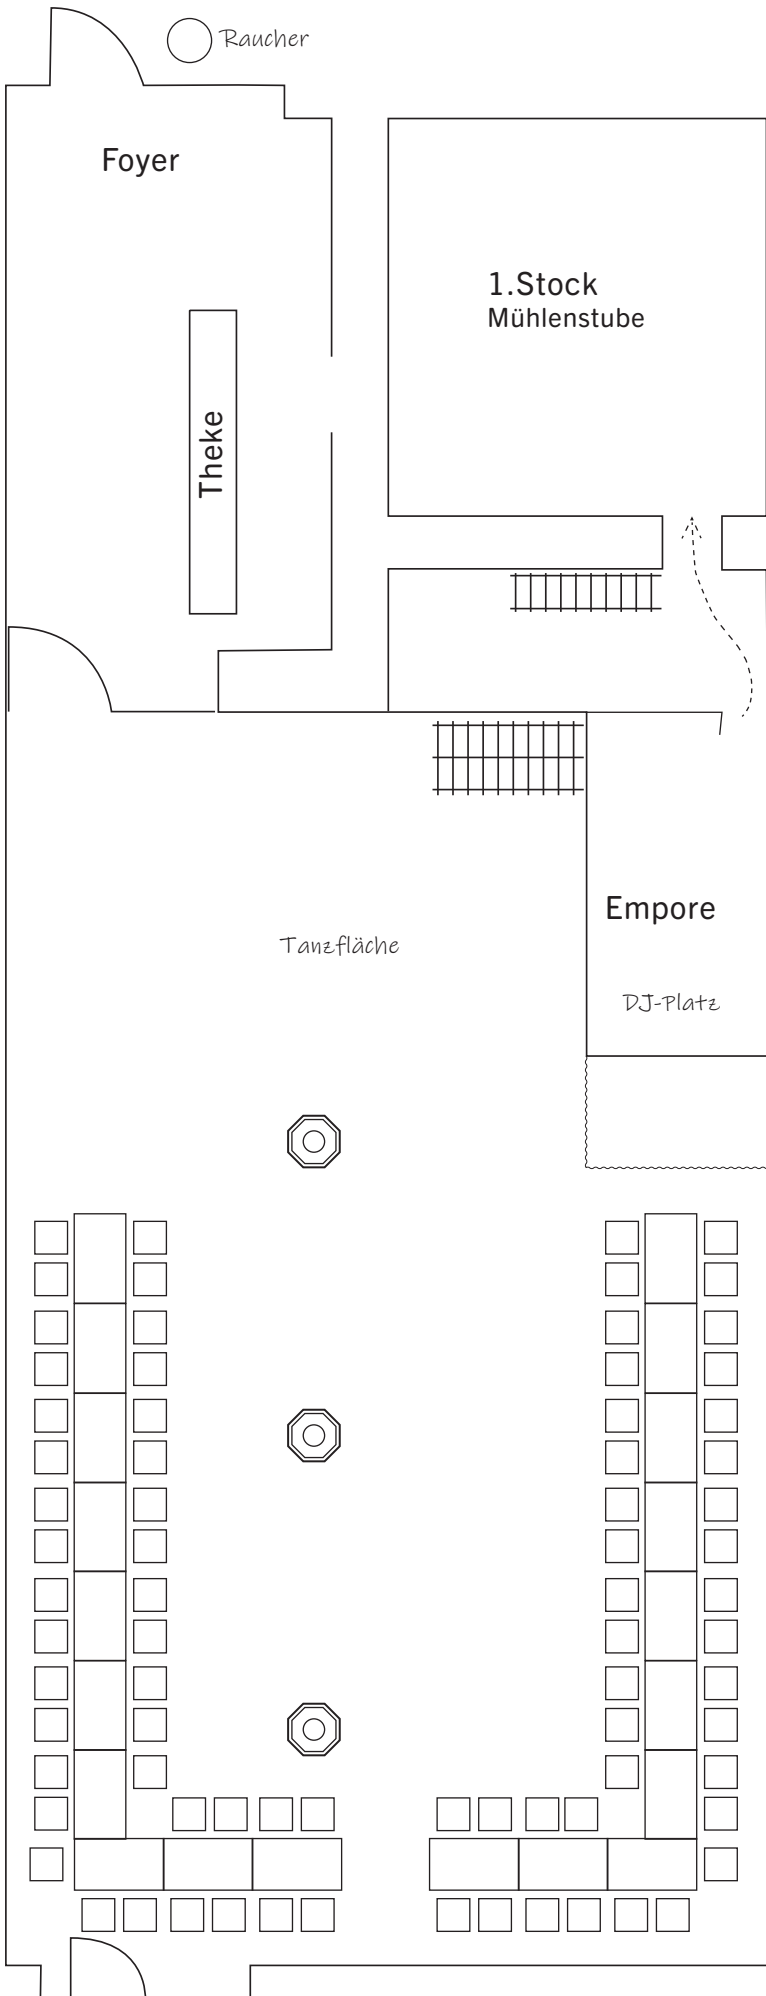 Raucher
Foyer
1.Stock
Mühlenstube
Theke
Empore
Tanzfläche
DJ-Platz